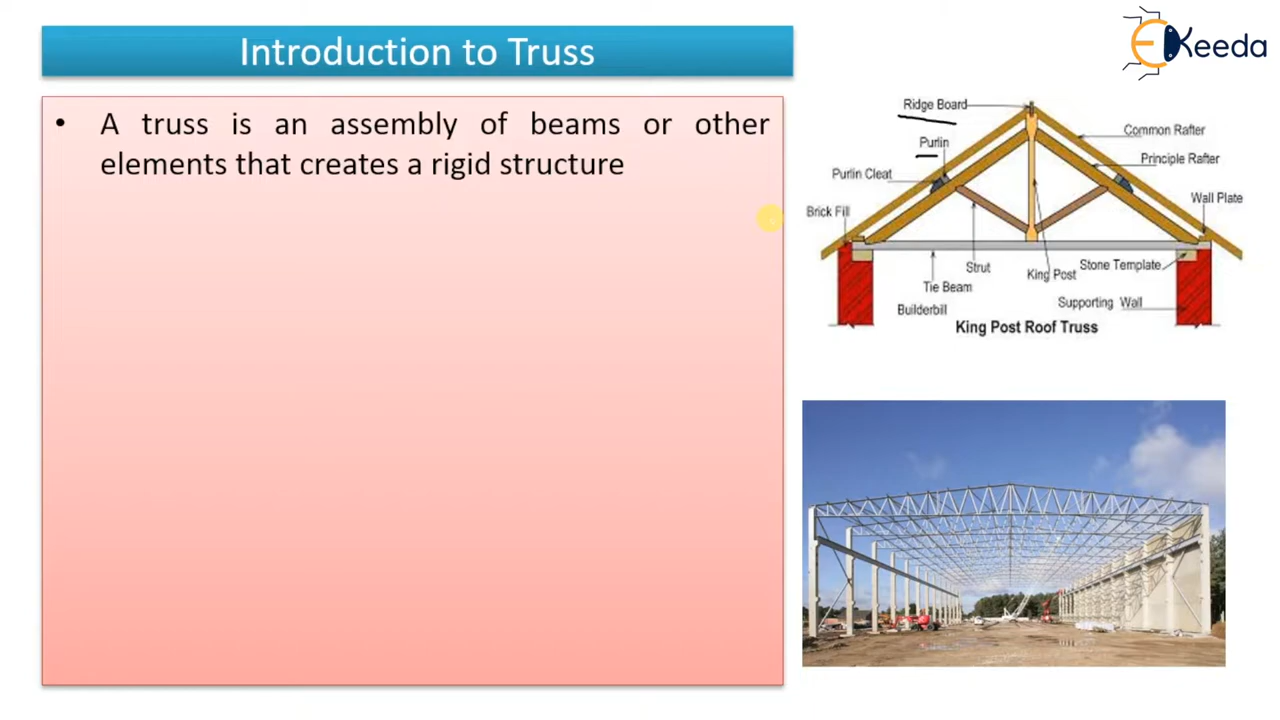 Introduction to Truss
Keeda
• A truss is an assembly of beams or other
elements that creates a rigid structure
Ridge Board
Common Rafter
Purlin
Principle Rafter
Purlin Cleat
Wall Plate
Brick Fill
Strut
King Post
Stone Template
Tie Beam
Supporting Wall
Builderbill
King Post Roof Truss